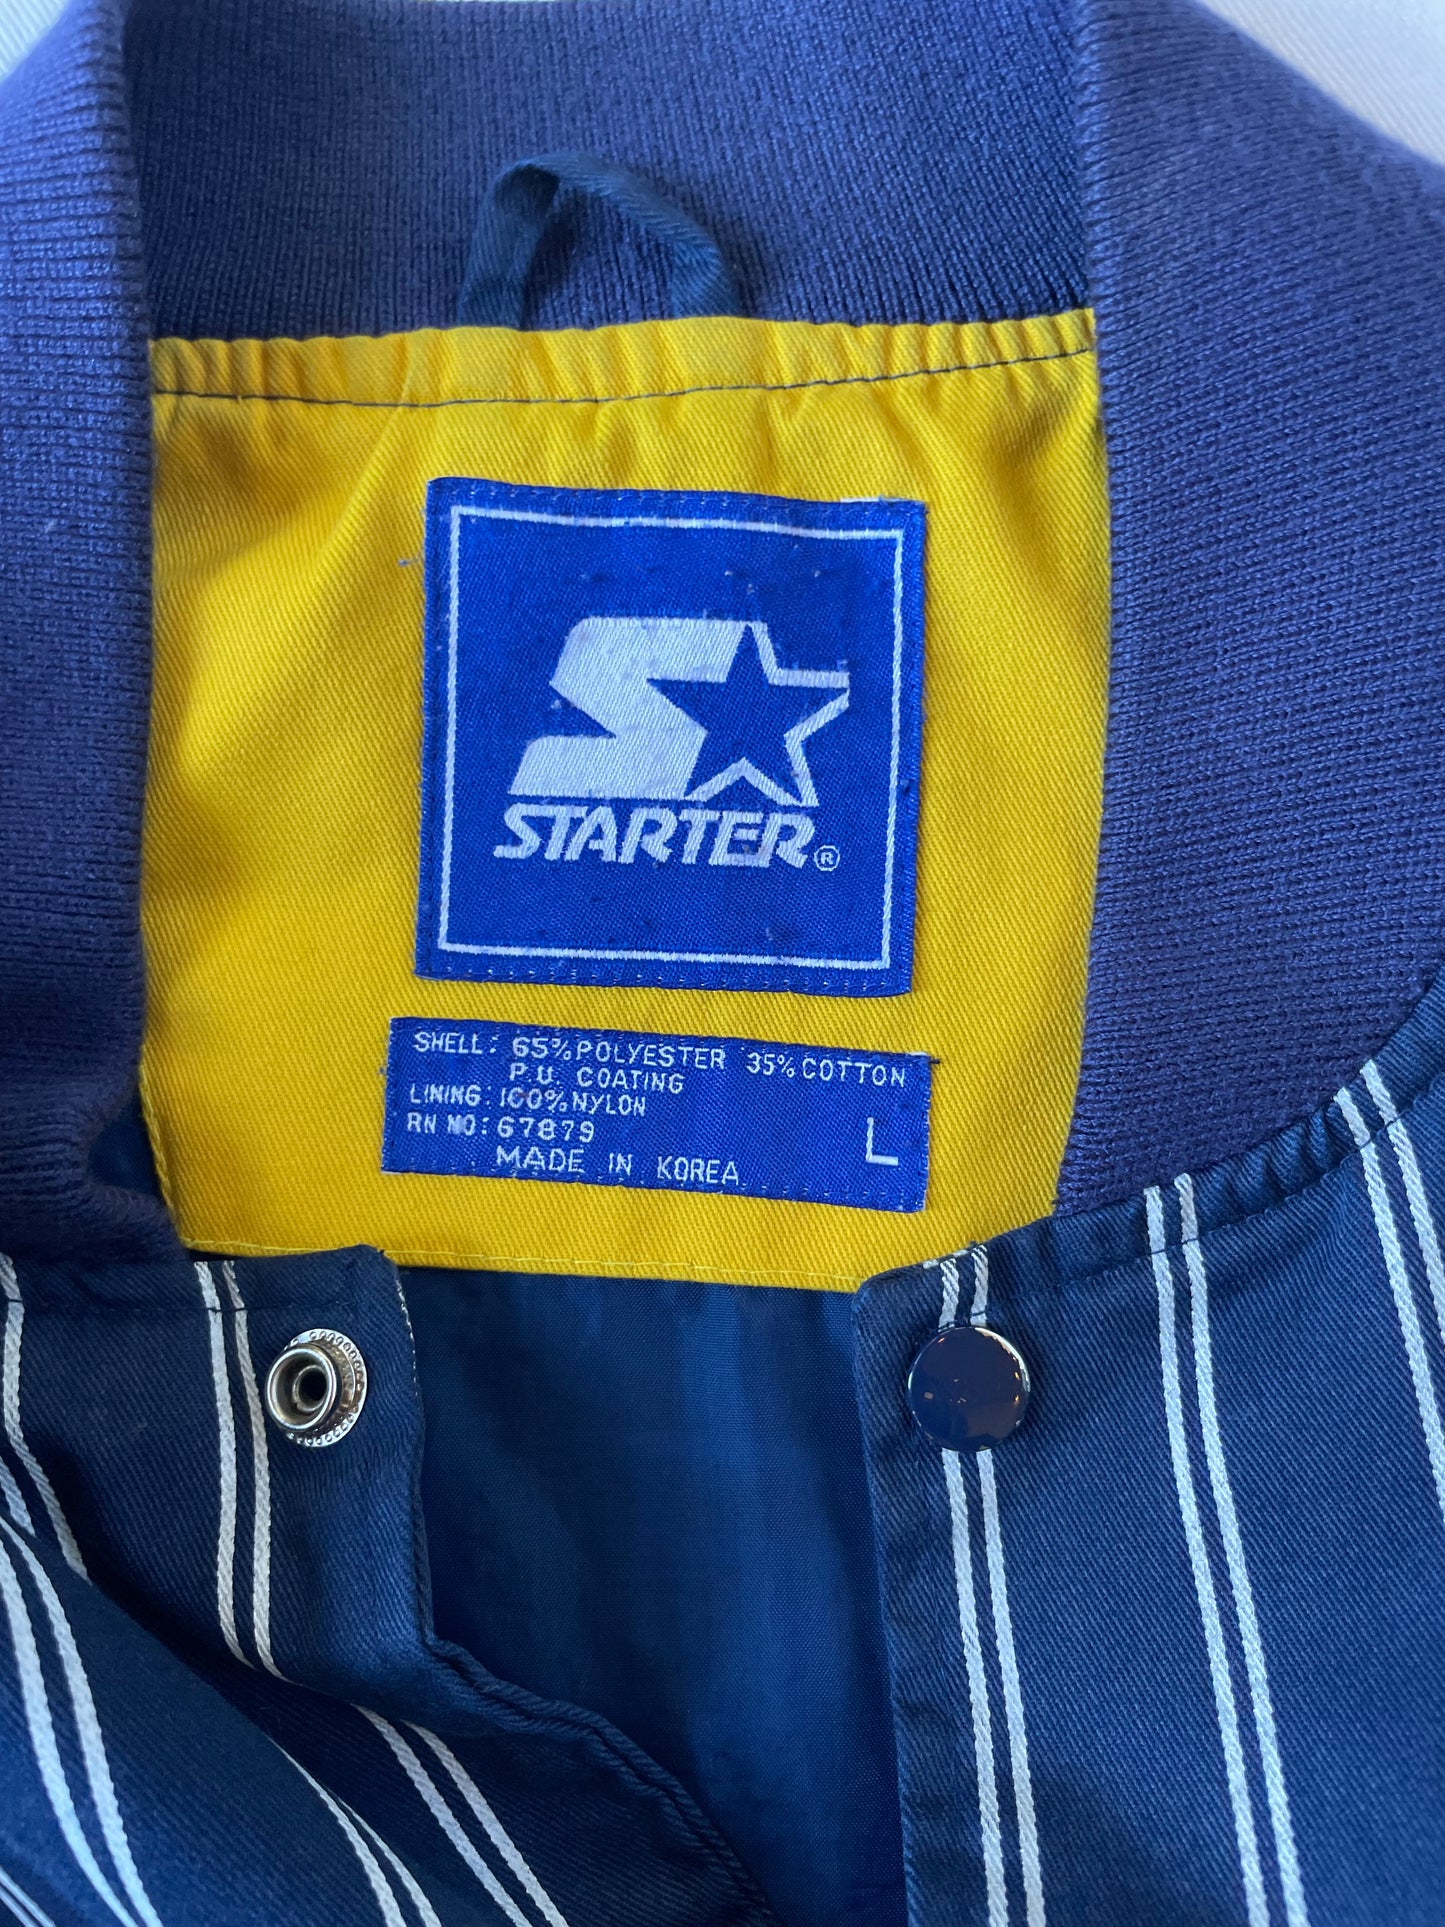 STARTER®
SHELL: 65% POLYESTER 35% COTTON
P.U. COATING
LINING: 100% NYLON
RN NO: 67879
MADE IN KOREA
L